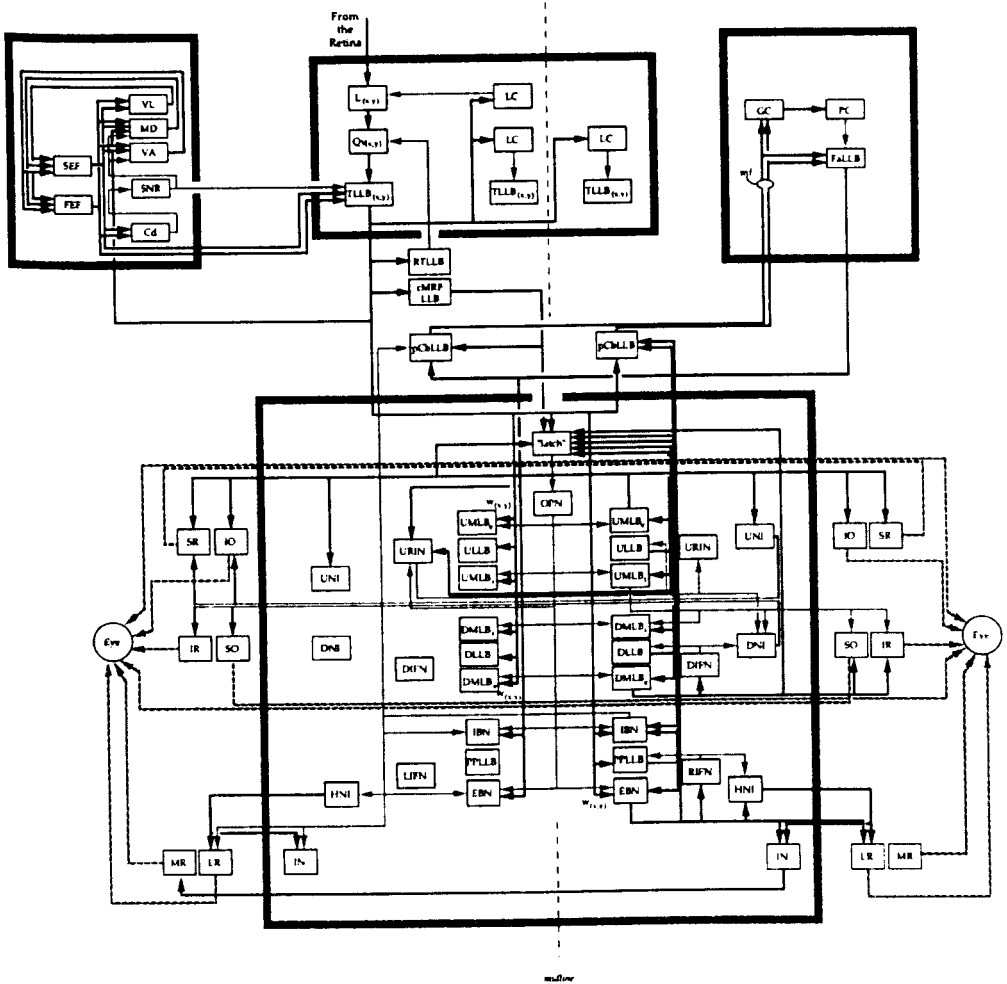 From
the
Retina
L(x,y)
LC
VL
MD
VA
SEF
SNR
FEF
Cd
Qv(x,y)
LC
LC
TLLB(x,y)
TLLB(x,y)
TLLB(x,y)
GC
PC
FaLLB
mf
RTLLB
cMRF
LLB
pCbLLB
pCbLLB
"latch"
OPN
w(x,y)
UMLB
UMLB
SR
IO
URIN
ULLB
ULLB
URIN
UNI
IO
SR
UNI
UMLB
UMLB
Eye
IR
SO
DNI
DMLB
DMLB
DNI
SO
IR
Eye
DIFN
DLLB
DLLB
DIFN
DMLB
DMLB
w(x,y)
IBN
IBN
LIFN
PPLLB
PPLLB
RIFN
HNI
EBN
EBN
HNI
w(x,y)
MR
LR
IN
IN
LR
MR
midline